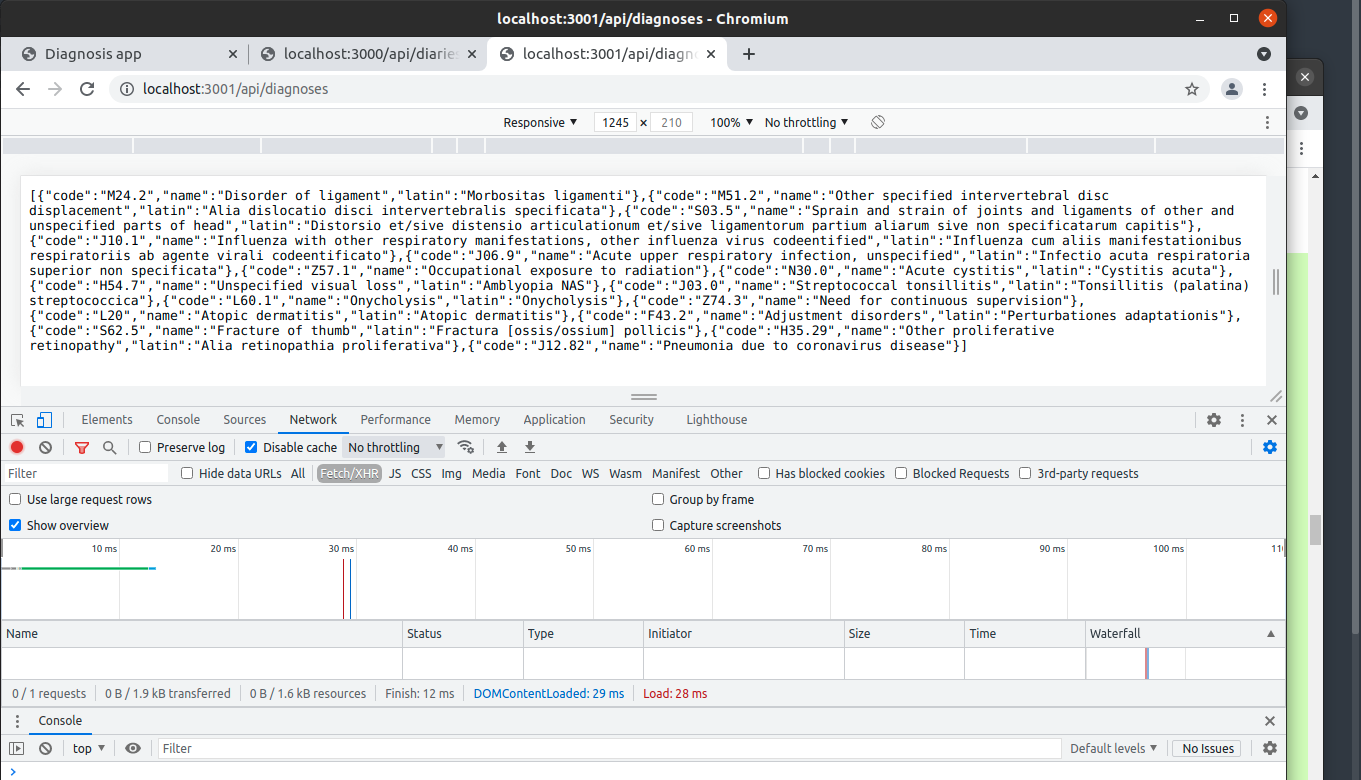 localhost:3001/api/diagnoses - Chromium
Diagnosis app
localhost:3000/api/diaries
localhost:3001/api/diagn
localhost:3001/api/diagnoses
Responsive ▼ 1245 × 210 100% ▼ No throttling ▼
[{"code":"M24.2","name":"Disorder of ligament","latin":"Morbositas ligamenti"},{"code":"M51.2","name":"Other specified intervertebral disc
displacement","latin":"Alia dislocatio disci intervertebralis specificata"},{"code":"S03.5","name":"Sprain and strain of joints and ligaments of other and
unspecified parts of head","latin":"Distorsio et/sive distensio articulationum et/sive ligamentorum partium aliarum sive non specificatarum capitis"},
{"code":"J10.1","name":"Influenza with other respiratory manifestations, other influenza virus codeentified","latin":"Influenza cum aliis manifestationibus
respiratoriis ab agente virali codeentificato"},{"code":"J06.9","name":"Acute upper respiratory infection, unspecified","latin":"Infectio acuta respiratoria
superior non specificata"},{"code":"Z57.1","name":"Occupational exposure to radiation"},{"code":"N30.0","name":"Acute cystitis","latin":"Cystitis acuta"},
{"code":"H54.7","name":"Unspecified visual loss","latin":"Amblyopia NAS"},{"code":"J03.0","name":"Streptococcal tonsillitis","latin":"Tonsillitis (palatina)
streptococcica"},{"code":"L60.1","name":"Onycholysis","latin":"Onycholysis"},{"code":"Z74.3","name":"Need for continuous supervision"},
{"code":"L20","name":"Atopic dermatitis","latin":"Atopic dermatitis"},{"code":"F43.2","name":"Adjustment disorders","latin":"Perturbationes adaptationis"},
{"code":"S62.5","name":"Fracture of thumb","latin":"Fractura [ossis/ossium] pollicis"},{"code":"H35.29","name":"Other proliferative
retinopathy","latin":"Alia retinopathia proliferativa"},{"code":"J12.82","name":"Pneumonia due to coronavirus disease"}]
Elements Console Sources Network Performance Memory Application Security Lighthouse
Preserve log Disable cache No throttling ▼
Filter Hide data URLs All Fetch/XHR JS CSS Img Media Font Doc WS Wasm Manifest Other Has blocked cookies Blocked Requests 3rd-party requests
Use large request rows Group by frame
Show overview Capture screenshots
10 ms 20 ms 30 ms 40 ms 50 ms 60 ms 70 ms 80 ms 90 ms 100 ms 11
Name Status Type Initiator Size Time Waterfall ▲
0 / 1 requests 0 B / 1.9 kB transferred 0 B / 1.6 kB resources Finish: 12 ms DOMContentLoaded: 29 ms Load: 28 ms
Console
top ▼ Filter Default levels ▼ No Issues